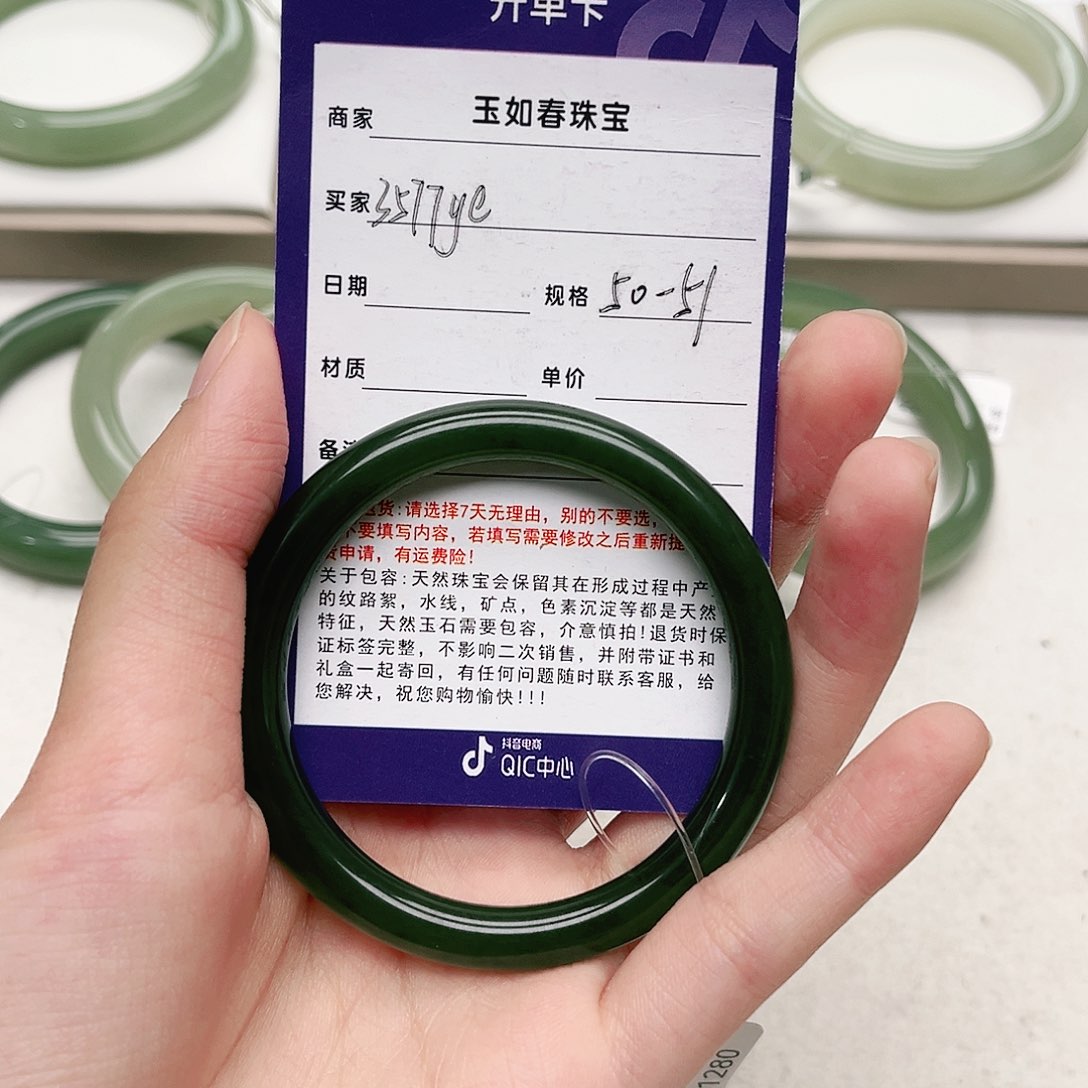 开单卡
商家 玉如春珠宝
买家 3577ye
日期 规格 50-51
材质 单价
备
货:请选择7天无理由，别的不要选，
不要填写内容，若填写需要修改之后重新提
申请，有运费险!
关于包容:天然珠宝会保留其在形成过程中产
的纹路絮，水线，矿点，色素沉淀等都是天然
特征，天然玉石需要包容，介意慎拍!退货时保
证标签完整，不影响二次销售，并附带证书和
礼盒一起寄回，有任何问题随时联系客服，给
您解决，祝您购物愉快!!!
抖音电商
QIC中心
1280